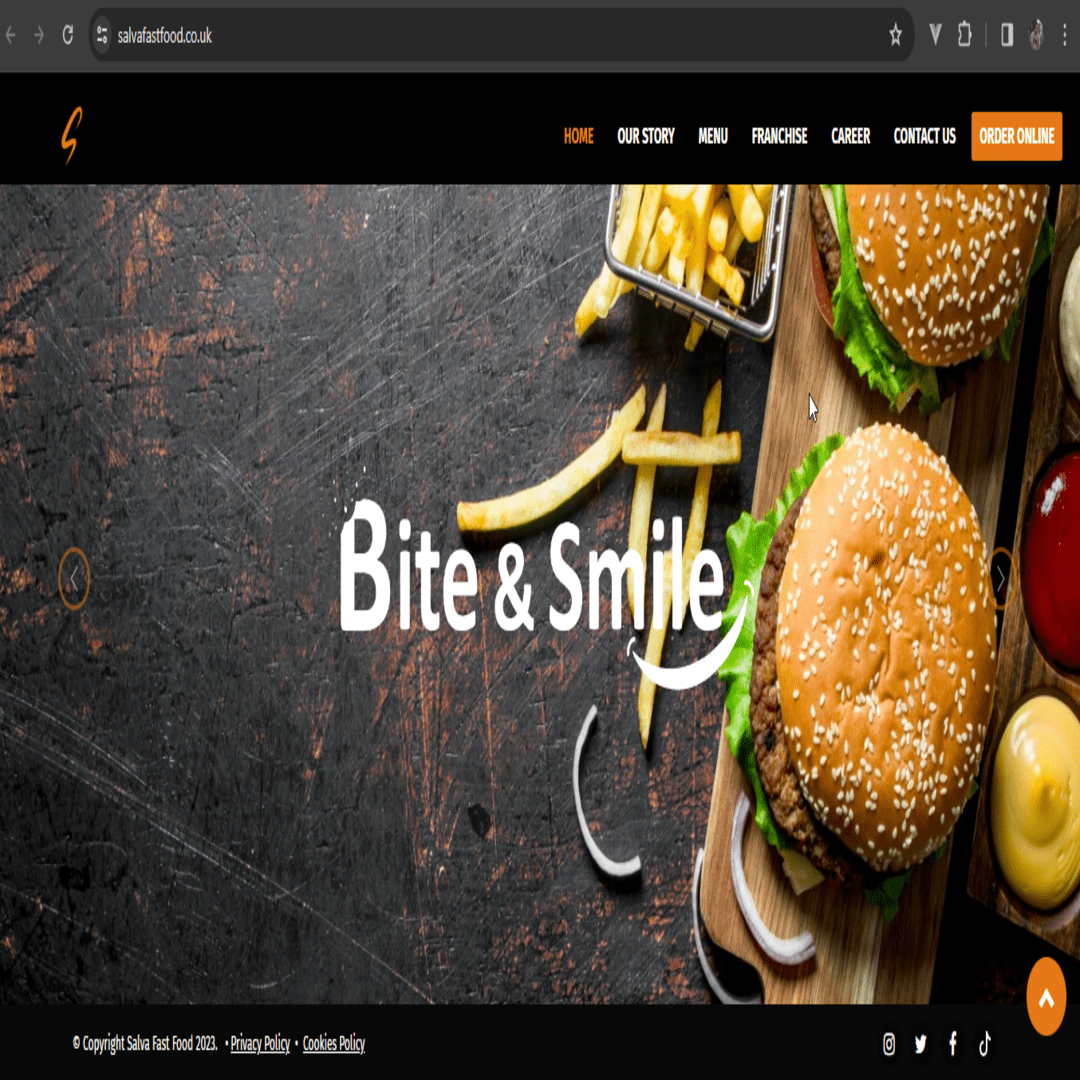 salvafastfood.co.uk
HOME OUR STORY MENU FRANCHISE CAREER CONTACT US ORDER ONLINE
Bite & Smile
© Copyright Salva Fast Food 2023. • Privacy Policy • Cookies Policy